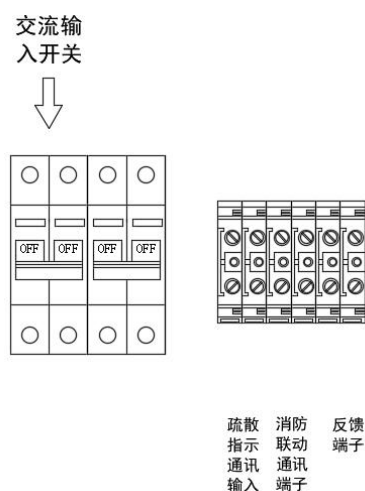 交流输
入开关
OFF OFF OFF OFF
疏散 消防 反馈
指示 联动 端子
通讯 通讯
输入 端子